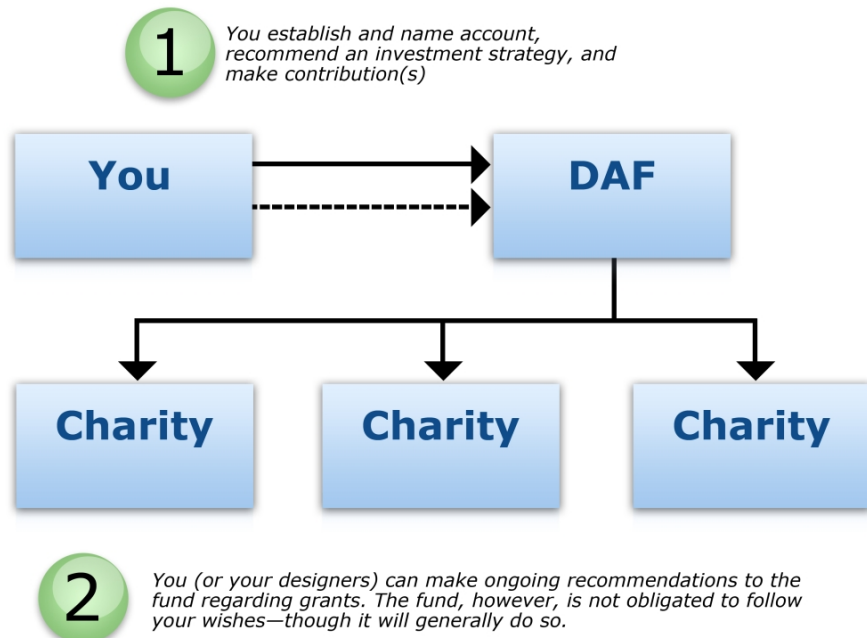 1
You establish and name account,
recommend an investment strategy, and
make contribution(s)
You
DAF
Charity
Charity
Charity
2
You (or your designers) can make ongoing recommendations to the
fund regarding grants. The fund, however, is not obligated to follow
your wishes—though it will generally do so.